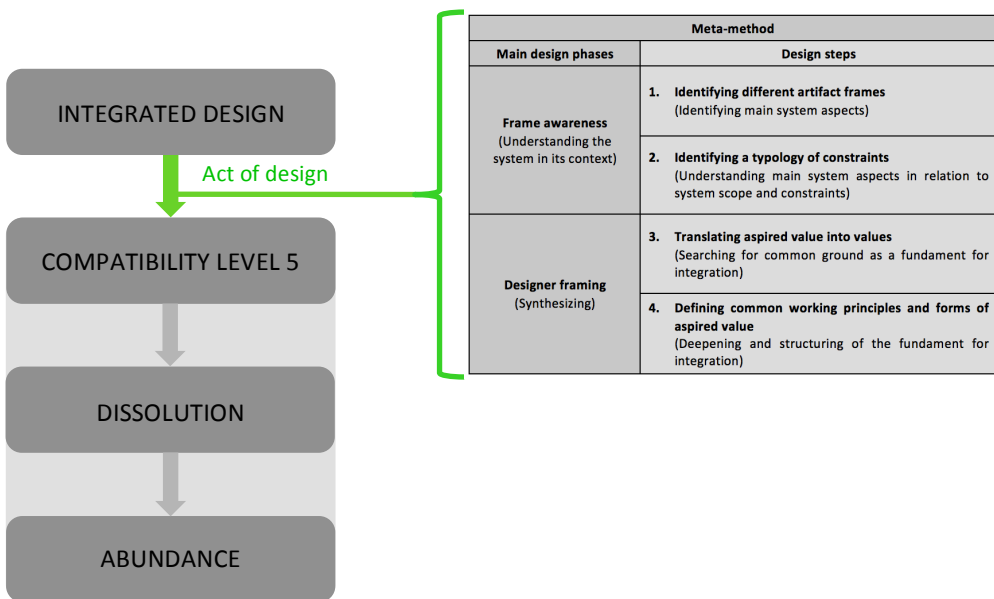 INTEGRATED DESIGN
Act of design
COMPATIBILITY LEVEL 5
DISSOLUTION
ABUNDANCE
Meta-method
Main design phases
Design steps
Frame awareness
(Understanding the
system in its context)
1. Identifying different artifact frames
(Identifying main system aspects)
2. Identifying a typology of constraints
(Understanding main system aspects in relation to
system scope and constraints)
Designer framing
(Synthesizing)
3. Translating aspired value into values
(Searching for common ground as a fundament for
integration)
4. Defining common working principles and forms of
aspired value
(Deepening and structuring of the fundament for
integration)